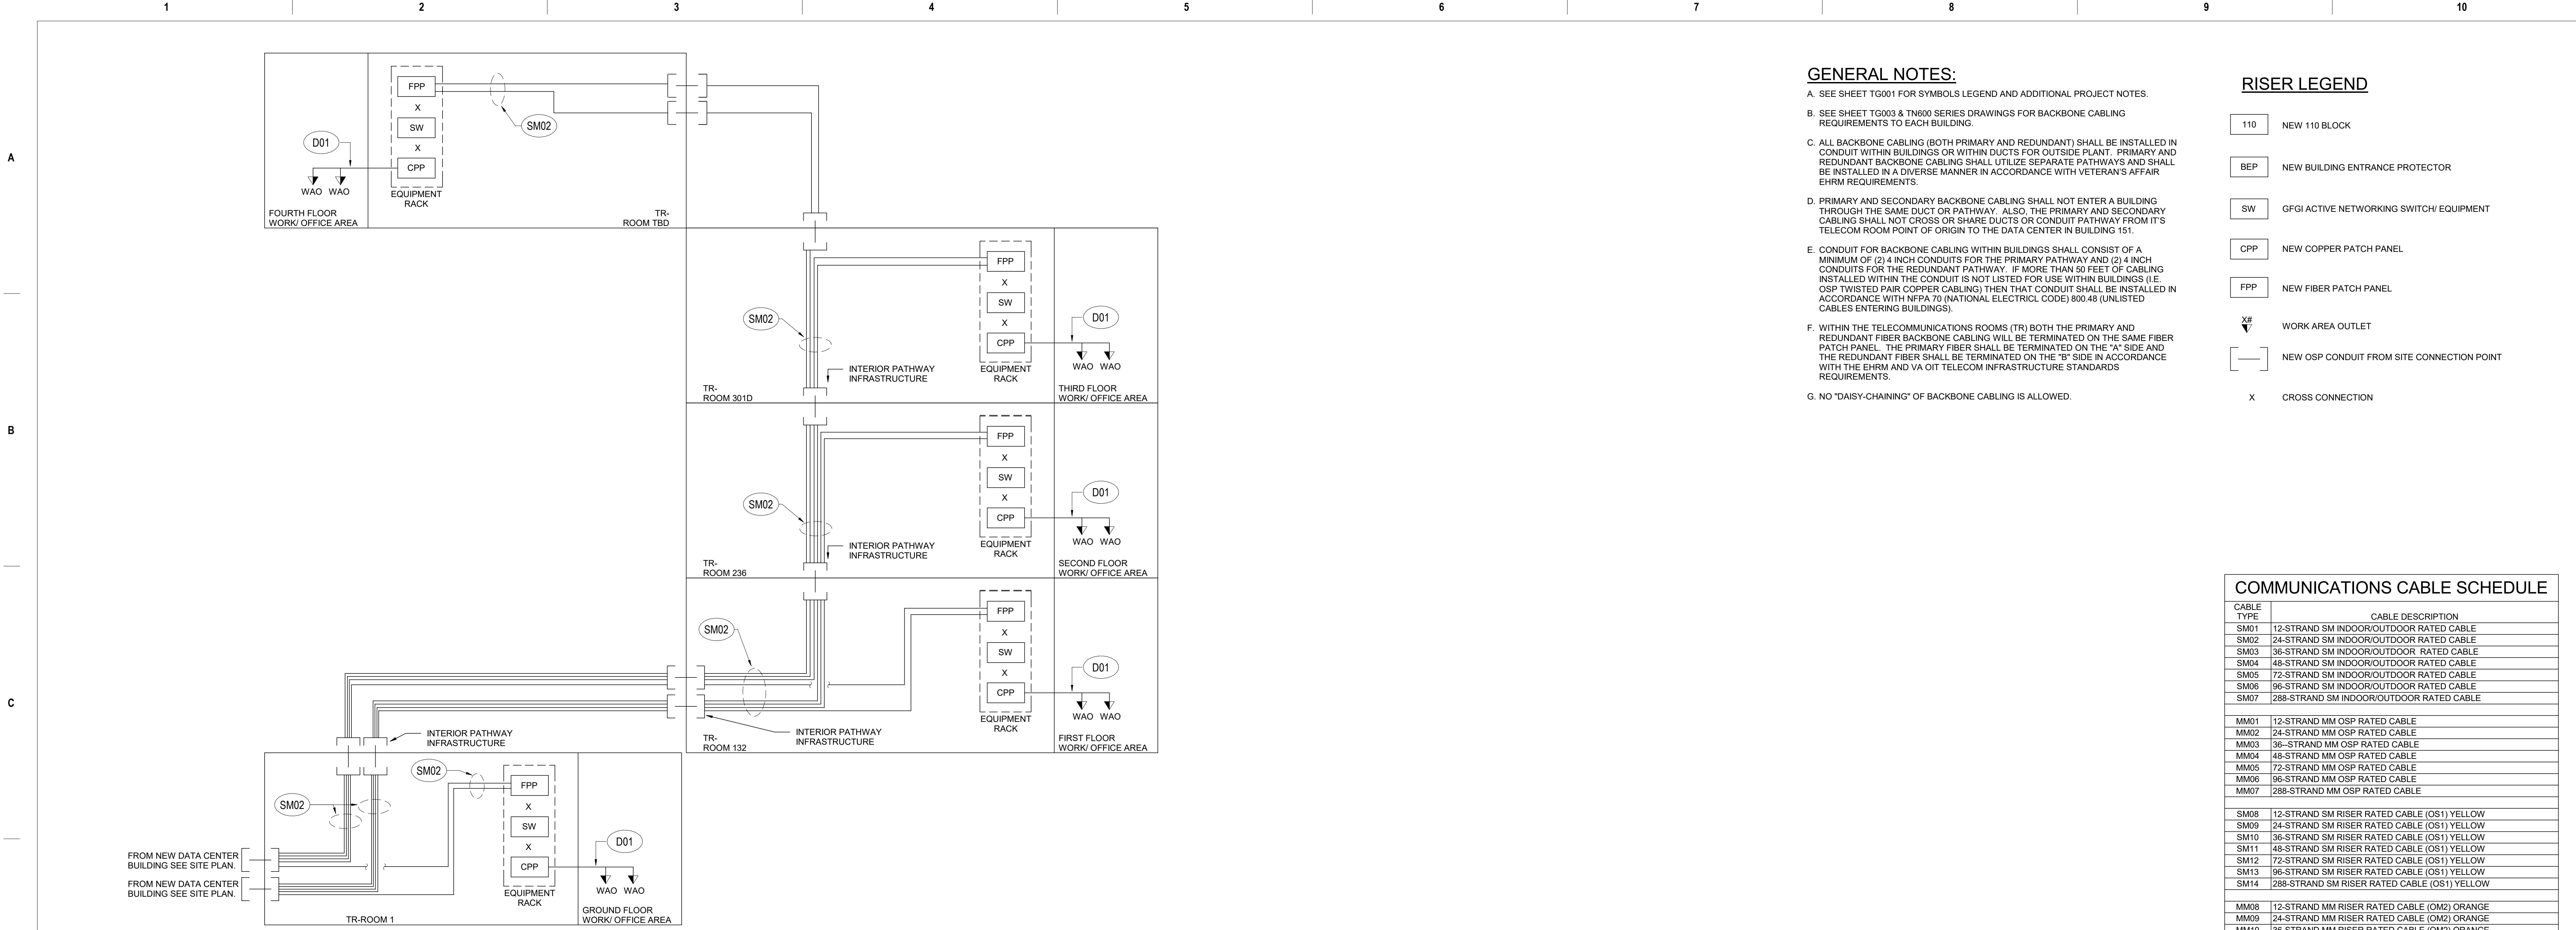 1 2 3 4 5 6 7 8 9 10
A
B
C
FPP
X
SW
X
CPP
EQUIPMENT
RACK
SM02
D01
WAO WAO
FOURTH FLOOR
WORK/ OFFICE AREA
TR-
ROOM TBD
FPP
X
SW
X
CPP
EQUIPMENT
RACK
SM02
D01
WAO WAO
INTERIOR PATHWAY
INFRASTRUCTURE
TR-
ROOM 301D
THIRD FLOOR
WORK/ OFFICE AREA
FPP
X
SW
X
CPP
EQUIPMENT
RACK
SM02
D01
WAO WAO
INTERIOR PATHWAY
INFRASTRUCTURE
TR-
ROOM 236
SECOND FLOOR
WORK/ OFFICE AREA
FPP
X
SW
X
CPP
EQUIPMENT
RACK
SM02
D01
WAO WAO
INTERIOR PATHWAY
INFRASTRUCTURE
TR-
ROOM 132
FIRST FLOOR
WORK/ OFFICE AREA
INTERIOR PATHWAY
INFRASTRUCTURE
SM02
SM02
FPP
X
SW
X
CPP
EQUIPMENT
RACK
D01
WAO WAO
FROM NEW DATA CENTER
BUILDING SEE SITE PLAN.
FROM NEW DATA CENTER
BUILDING SEE SITE PLAN.
TR-ROOM 1
GROUND FLOOR
WORK/ OFFICE AREA
GENERAL NOTES:
A. SEE SHEET TG001 FOR SYMBOLS LEGEND AND ADDITIONAL PROJECT NOTES.
B. SEE SHEET TG003 & TN600 SERIES DRAWINGS FOR BACKBONE CABLING
REQUIREMENTS TO EACH BUILDING.
C. ALL BACKBONE CABLING (BOTH PRIMARY AND REDUNDANT) SHALL BE INSTALLED IN
CONDUIT WITHIN BUILDINGS OR WITHIN DUCTS FOR OUTSIDE PLANT. PRIMARY AND
REDUNDANT BACKBONE CABLING SHALL UTILIZE SEPARATE PATHWAYS AND SHALL
BE INSTALLED IN A DIVERSE MANNER IN ACCORDANCE WITH VETERAN'S AFFAIR
EHRM REQUIREMENTS.
D. PRIMARY AND SECONDARY BACKBONE CABLING SHALL NOT ENTER A BUILDING
THROUGH THE SAME DUCT OR PATHWAY. ALSO, THE PRIMARY AND SECONDARY
CABLING SHALL NOT CROSS OR SHARE DUCTS OR CONDUIT PATHWAY FROM IT'S
TELECOM ROOM POINT OF ORIGIN TO THE DATA CENTER IN BUILDING 151.
E. CONDUIT FOR BACKBONE CABLING WITHIN BUILDINGS SHALL CONSIST OF A
MINIMUM OF (2) 4 INCH CONDUITS FOR THE PRIMARY PATHWAY AND (2) 4 INCH
CONDUITS FOR THE REDUNDANT PATHWAY. IF MORE THAN 50 FEET OF CABLING
INSTALLED WITHIN THE CONDUIT IS NOT LISTED FOR USE WITHIN BUILDINGS (I.E.
OSP TWISTED PAIR COPPER CABLING) THEN THAT CONDUIT SHALL BE INSTALLED IN
ACCORDANCE WITH NFPA 70 (NATIONAL ELECTRICL CODE) 800.48 (UNLISTED
CABLES ENTERING BUILDINGS).
F. WITHIN THE TELECOMMUNICATIONS ROOMS (TR) BOTH THE PRIMARY AND
REDUNDANT FIBER BACKBONE CABLING WILL BE TERMINATED ON THE SAME FIBER
PATCH PANEL. THE PRIMARY FIBER SHALL BE TERMINATED ON THE "A" SIDE AND
THE REDUNDANT FIBER SHALL BE TERMINATED ON THE "B" SIDE IN ACCORDANCE
WITH THE EHRM AND VA OIT TELECOM INFRASTRUCTURE STANDARDS
REQUIREMENTS.
G. NO "DAISY-CHAINING" OF BACKBONE CABLING IS ALLOWED.
RISER LEGEND
110 NEW 110 BLOCK
BEP NEW BUILDING ENTRANCE PROTECTOR
SW GFGI ACTIVE NETWORKING SWITCH/ EQUIPMENT
CPP NEW COPPER PATCH PANEL
FPP NEW FIBER PATCH PANEL
X# WORK AREA OUTLET
NEW OSP CONDUIT FROM SITE CONNECTION POINT
X CROSS CONNECTION
COMMUNICATIONS CABLE SCHEDULE
CABLE
TYPE CABLE DESCRIPTION
SM01 12-STRAND SM INDOOR/OUTDOOR RATED CABLE
SM02 24-STRAND SM INDOOR/OUTDOOR RATED CABLE
SM03 36-STRAND SM INDOOR/OUTDOOR RATED CABLE
SM04 48-STRAND SM INDOOR/OUTDOOR RATED CABLE
SM05 72-STRAND SM INDOOR/OUTDOOR RATED CABLE
SM06 96-STRAND SM INDOOR/OUTDOOR RATED CABLE
SM07 288-STRAND SM INDOOR/OUTDOOR RATED CABLE
MM01 12-STRAND MM OSP RATED CABLE
MM02 24-STRAND MM OSP RATED CABLE
MM03 36--STRAND MM OSP RATED CABLE
MM04 48-STRAND MM OSP RATED CABLE
MM05 72-STRAND MM OSP RATED CABLE
MM06 96-STRAND MM OSP RATED CABLE
MM07 288-STRAND MM OSP RATED CABLE
SM08 12-STRAND SM RISER RATED CABLE (OS1) YELLOW
SM09 24-STRAND SM RISER RATED CABLE (OS1) YELLOW
SM10 36-STRAND SM RISER RATED CABLE (OS1) YELLOW
SM11 48-STRAND SM RISER RATED CABLE (OS1) YELLOW
SM12 72-STRAND SM RISER RATED CABLE (OS1) YELLOW
SM13 96-STRAND SM RISER RATED CABLE (OS1) YELLOW
SM14 288-STRAND SM RISER RATED CABLE (OS1) YELLOW
MM08 12-STRAND MM RISER RATED CABLE (OM2) ORANGE
MM09 24-STRAND MM RISER RATED CABLE (OM2) ORANGE
MM10 36-STRAND MM RISER RATED CABLE (OM2) ORANGE